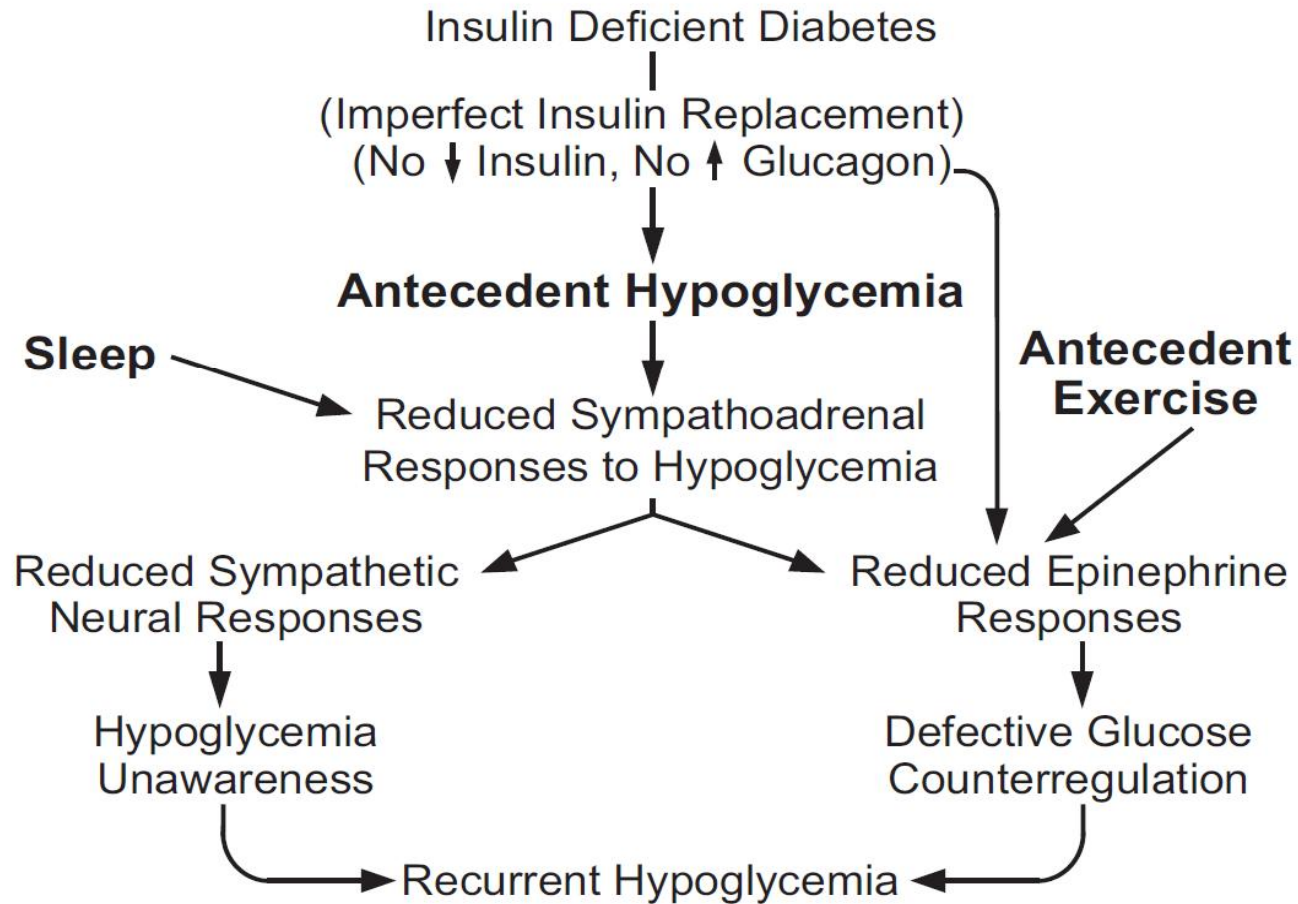 Insulin Deficient Diabetes
(Imperfect Insulin Replacement)
(No ↓ Insulin, No ↑ Glucagon)
Antecedent Hypoglycemia
Sleep
Antecedent
Exercise
Reduced Sympathoadrenal
Responses to Hypoglycemia
Reduced Sympathetic
Neural Responses
Reduced Epinephrine
Responses
Hypoglycemia
Unawareness
Defective Glucose
Counterregulation
Recurrent Hypoglycemia